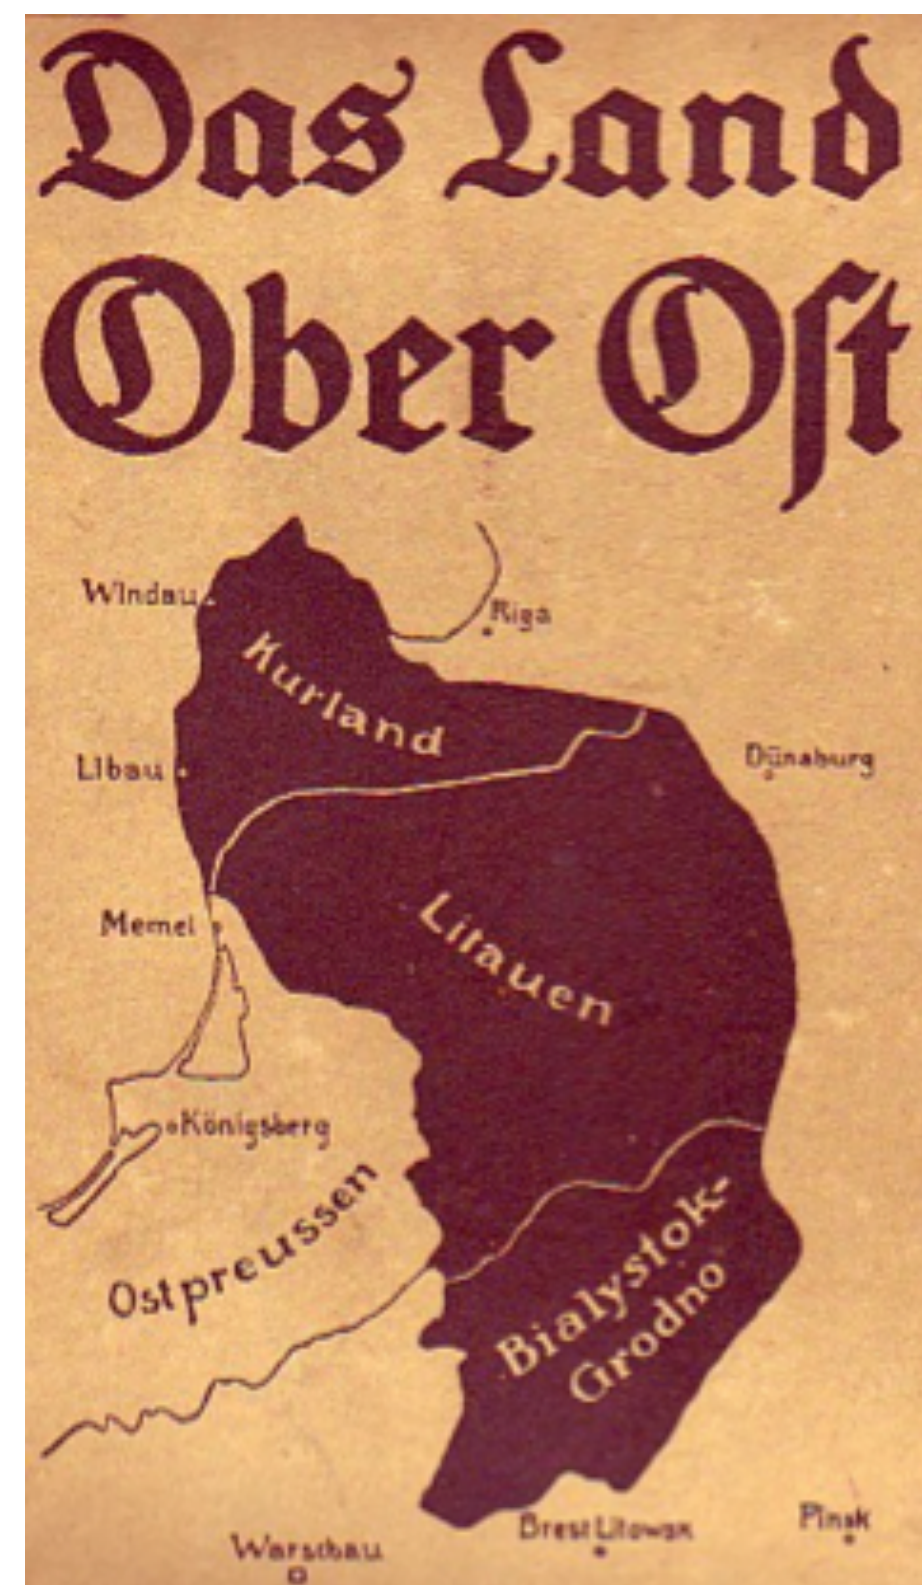 Das Land
Ober Oſt
Windau
Riga
Kurland
Libau
Dünaburg
Memel
Litauen
Königsberg
Ostpreussen
Bialystok-
Grodno
Brest Litowsk
Pinsk
Warschau